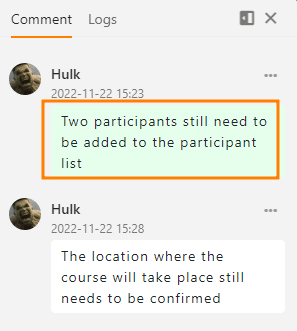 Comment Logs
Hulk
2022-11-22 15:23
Two participants still need to
be added to the participant
list
Hulk
2022-11-22 15:28
The location where the
course will take place still
needs to be confirmed